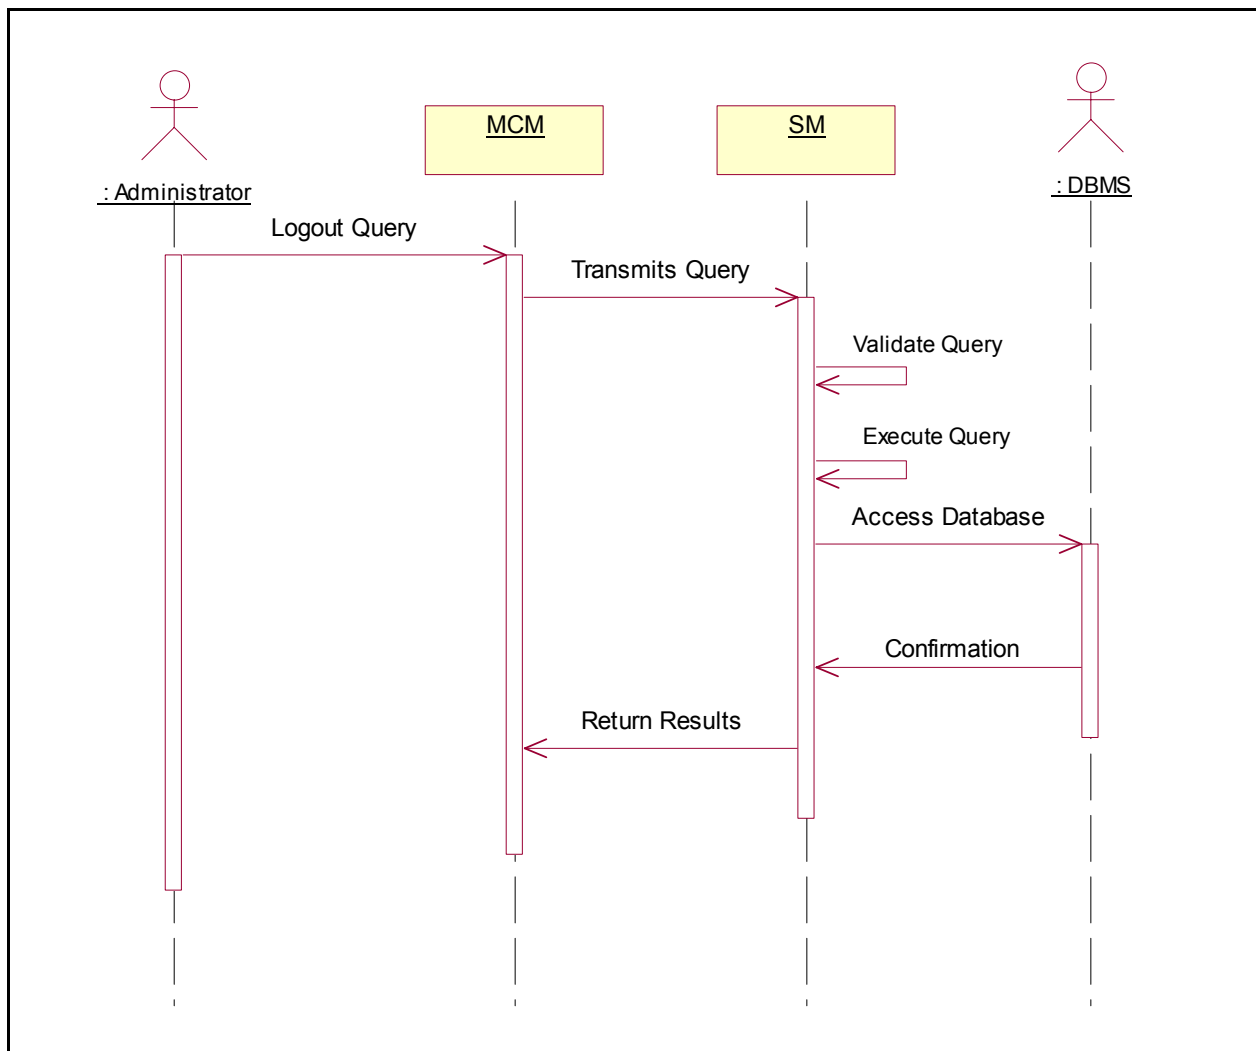 MCM
SM
: Administrator
: DBMS
Logout Query
Transmits Query
Validate Query
Execute Query
Access Database
Confirmation
Return Results